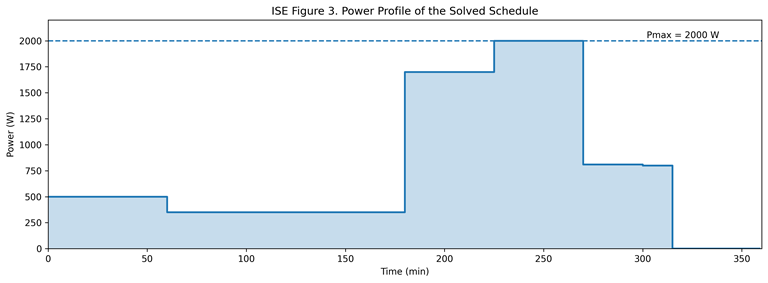 ISE Figure 3. Power Profile of the Solved Schedule
Pmax = 2000 W
2000
1750
1500
1250
1000
750
500
250
0
Power (W)
0 50 100 150 200 250 300 350
Time (min)